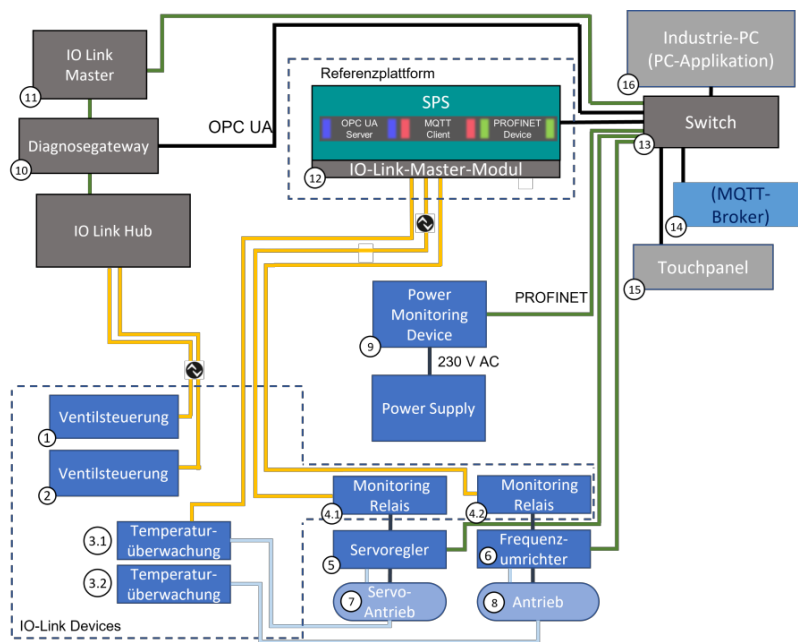 IO Link
Master
11
Diagnosegateway
10
IO Link Hub
OPC UA
Referenzplattform
SPS
OPC UA
Server
MQTT
Client
PROFINET
Device
IO-Link-Master-Modul
12
Industrie-PC
(PC-Applikation)
16
Switch
13
(MQTT-
Broker)
14
Touchpanel
15
PROFINET
Power
Monitoring
Device
9
230 V AC
Power Supply
Ventilsteuerung
1
Ventilsteuerung
2
Monitoring
Relais
4.1
Monitoring
Relais
4.2
3.1
Temperatur-
überwachung
3.2
Temperatur-
überwachung
Servoregler
5
Frequenz-
umrichter
6
Servo-
Antrieb
7
Antrieb
8
IO-Link Devices